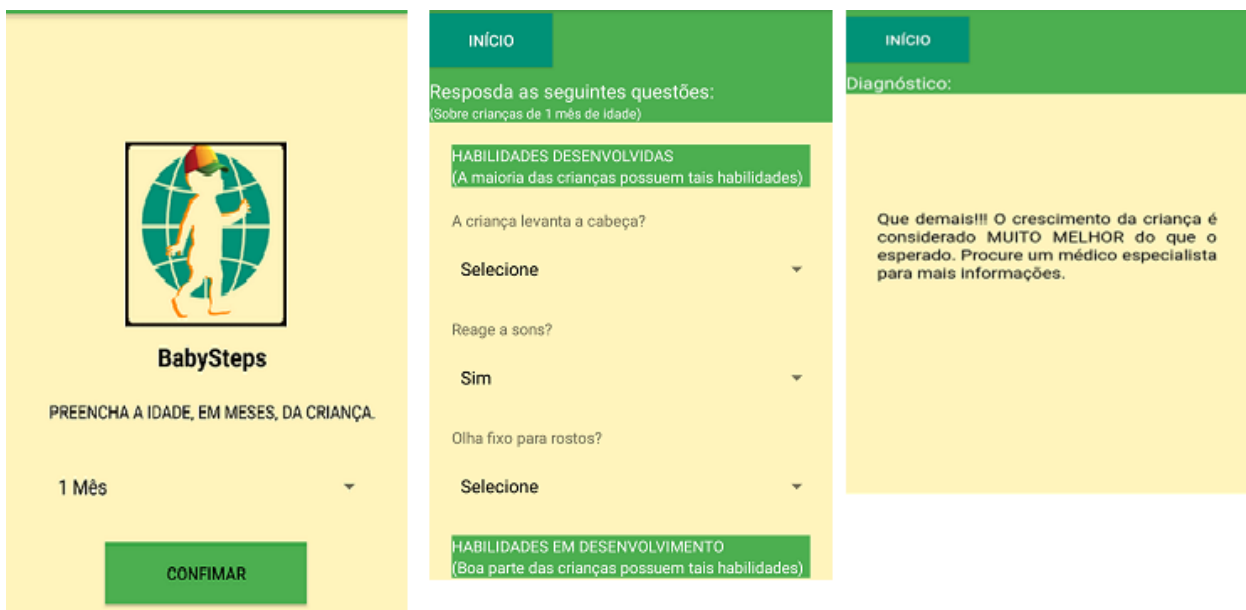 BabySteps
PREENCHA A IDADE, EM MESES, DA CRIANÇA.
1 Mês
CONFIMAR
INÍCIO
Resposda as seguintes questões:
(Sobre crianças de 1 mês de idade)
HABILIDADES DESENVOLVIDAS
(A maioria das crianças possuem tais habilidades)
A criança levanta a cabeça?
Selecione
Reage a sons?
Sim
Olha fixo para rostos?
Selecione
HABILIDADES EM DESENVOLVIMENTO
(Boa parte das crianças possuem tais habilidades)
INÍCIO
Diagnóstico:
Que demais!!! O crescimento da criança é
considerado MUITO MELHOR do que o
esperado. Procure um médico especialista
para mais informações.